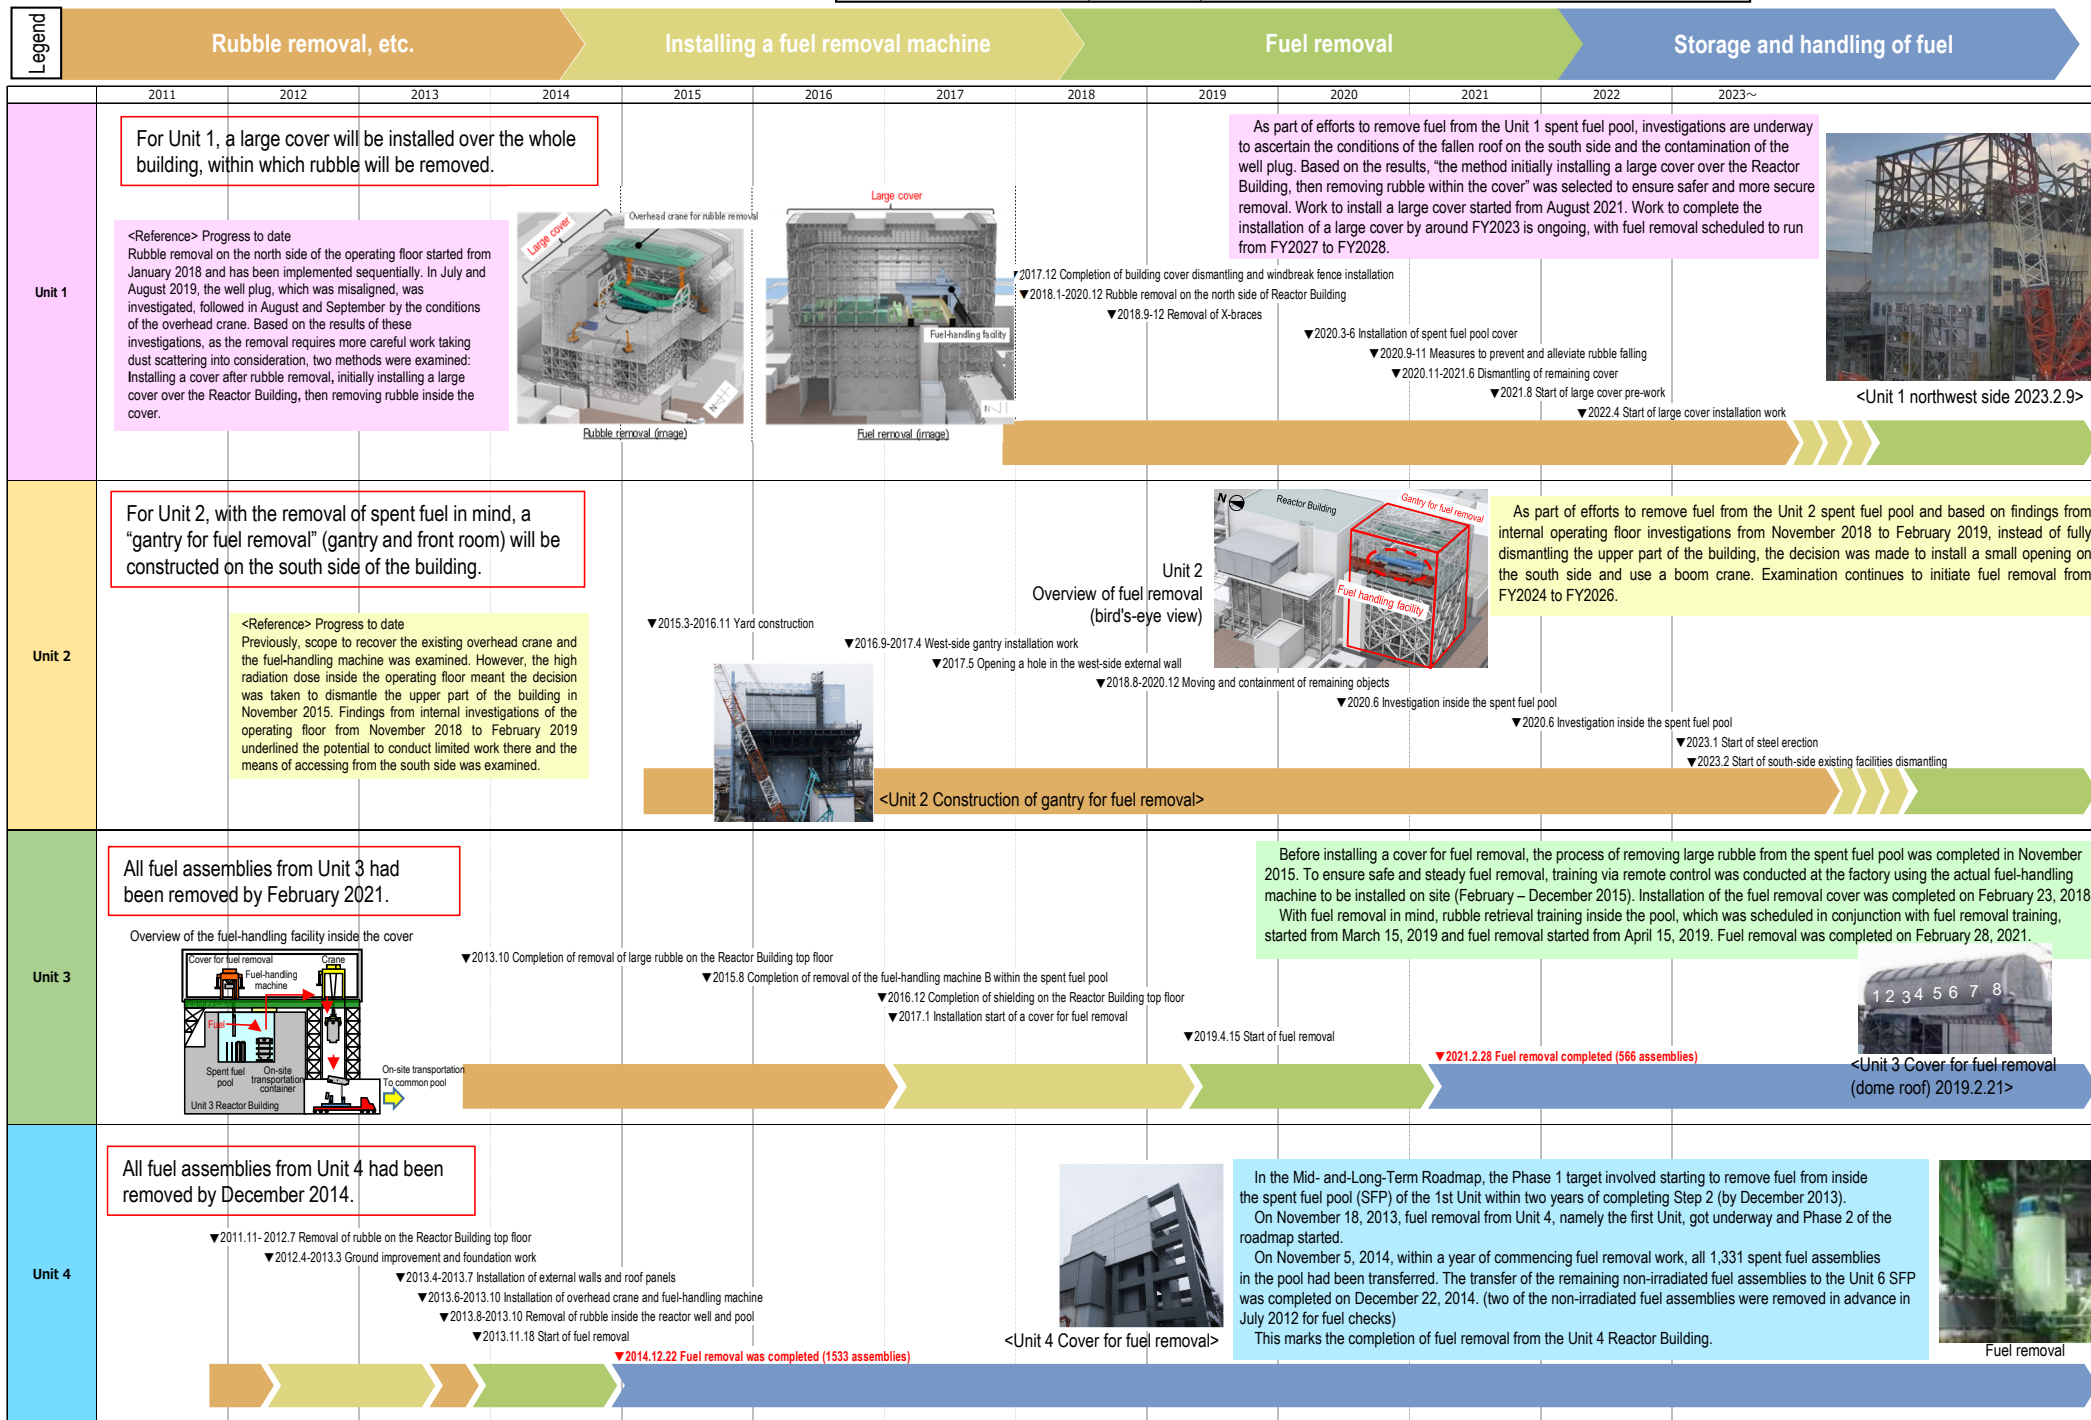 Legend
Rubble removal, etc.
Installing a fuel removal machine
Fuel removal
Storage and handling of fuel
2011 2012 2013 2014 2015 2016 2017 2018 2019 2020 2021 2022 2023～
Unit 1
For Unit 1, a large cover will be installed over the whole
building, within which rubble will be removed.
<Reference> Progress to date
Rubble removal on the north side of the operating floor started from
January 2018 and has been implemented sequentially. In July and
August 2019, the well plug, which was misaligned, was
investigated, followed in August and September by the conditions
of the overhead crane. Based on the results of these
investigations, as the removal requires more careful work taking
dust scattering into consideration, two methods were examined:
Installing a cover after rubble removal, initially installing a large
cover over the Reactor Building, then removing rubble inside the
cover.
Large cover
Overhead crane for rubble removal
N
Rubble removal (image)
Large cover
Fuel-handling facility
N
Fuel removal (image)
As part of efforts to remove fuel from the Unit 1 spent fuel pool, investigations are underway
to ascertain the conditions of the fallen roof on the south side and the contamination of the
well plug. Based on the results, “the method initially installing a large cover over the Reactor
Building, then removing rubble within the cover” was selected to ensure safer and more secure
removal. Work to install a large cover started from August 2021. Work to complete the
installation of a large cover by around FY2023 is ongoing, with fuel removal scheduled to run
from FY2027 to FY2028.
▼2017.12 Completion of building cover dismantling and windbreak fence installation
▼2018.1-2020.12 Rubble removal on the north side of Reactor Building
▼2018.9-12 Removal of X-braces
▼2020.3-6 Installation of spent fuel pool cover
▼2020.9-11 Measures to prevent and alleviate rubble falling
▼2020.11-2021.6 Dismantling of remaining cover
▼2021.8 Start of large cover pre-work
▼2022.4 Start of large cover installation work
<Unit 1 northwest side 2023.2.9>
Unit 2
For Unit 2, with the removal of spent fuel in mind, a
“gantry for fuel removal” (gantry and front room) will be
constructed on the south side of the building.
<Reference> Progress to date
Previously, scope to recover the existing overhead crane and
the fuel-handling machine was examined. However, the high
radiation dose inside the operating floor meant the decision
was taken to dismantle the upper part of the building in
November 2015. Findings from internal investigations of the
operating floor from November 2018 to February 2019
underlined the potential to conduct limited work there and the
means of accessing from the south side was examined.
Unit 2
Overview of fuel removal
(bird's-eye view)
N
Reactor Building
Gantry for fuel removal
Fuel handling facility
As part of efforts to remove fuel from the Unit 2 spent fuel pool and based on findings from
internal operating floor investigations from November 2018 to February 2019, instead of fully
dismantling the upper part of the building, the decision was made to install a small opening on
the south side and use a boom crane. Examination continues to initiate fuel removal from
FY2024 to FY2026.
▼2015.3-2016.11 Yard construction
▼2016.9-2017.4 West-side gantry installation work
▼2017.5 Opening a hole in the west-side external wall
▼2018.8-2020.12 Moving and containment of remaining objects
▼2020.6 Investigation inside the spent fuel pool
▼2020.6 Investigation inside the spent fuel pool
▼2023.1 Start of steel erection
▼2023.2 Start of south-side existing facilities dismantling
<Unit 2 Construction of gantry for fuel removal>
Unit 3
All fuel assemblies from Unit 3 had
been removed by February 2021.
Overview of the fuel-handling facility inside the cover
Cover for fuel removal
Crane
Fuel-handling
machine
Fuel
Spent fuel
pool
On-site
transportation
container
Unit 3 Reactor Building
On-site transportation
To common pool
Before installing a cover for fuel removal, the process of removing large rubble from the spent fuel pool was completed in November
2015. To ensure safe and steady fuel removal, training via remote control was conducted at the factory using the actual fuel-handling
machine to be installed on site (February – December 2015). Installation of the fuel removal cover was completed on February 23, 2018
With fuel removal in mind, rubble retrieval training inside the pool, which was scheduled in conjunction with fuel removal training,
started from March 15, 2019 and fuel removal started from April 15, 2019. Fuel removal was completed on February 28, 2021.
▼2013.10 Completion of removal of large rubble on the Reactor Building top floor
▼2015.8 Completion of removal of the fuel-handling machine B within the spent fuel pool
▼2016.12 Completion of shielding on the Reactor Building top floor
▼2017.1 Installation start of a cover for fuel removal
▼2019.4.15 Start of fuel removal
▼2021.2.28 Fuel removal completed (566 assemblies)
1 2 3 4 5 6 7 8
<Unit 3 Cover for fuel removal
(dome roof) 2019.2.21>
Unit 4
All fuel assemblies from Unit 4 had been
removed by December 2014.
▼2011.11- 2012.7 Removal of rubble on the Reactor Building top floor
▼2012.4-2013.3 Ground improvement and foundation work
▼2013.4-2013.7 Installation of external walls and roof panels
▼2013.6-2013.10 Installation of overhead crane and fuel-handling machine
▼2013.8-2013.10 Removal of rubble inside the reactor well and pool
▼2013.11.18 Start of fuel removal
▼2014.12.22 Fuel removal was completed (1533 assemblies)
<Unit 4 Cover for fuel removal>
In the Mid- and-Long-Term Roadmap, the Phase 1 target involved starting to remove fuel from inside
the spent fuel pool (SFP) of the 1st Unit within two years of completing Step 2 (by December 2013).
On November 18, 2013, fuel removal from Unit 4, namely the first Unit, got underway and Phase 2 of the
roadmap started.
On November 5, 2014, within a year of commencing fuel removal work, all 1,331 spent fuel assemblies
in the pool had been transferred. The transfer of the remaining non-irradiated fuel assemblies to the Unit 6 SFP
was completed on December 22, 2014. (two of the non-irradiated fuel assemblies were removed in advance in
July 2012 for fuel checks)
This marks the completion of fuel removal from the Unit 4 Reactor Building.
Fuel removal